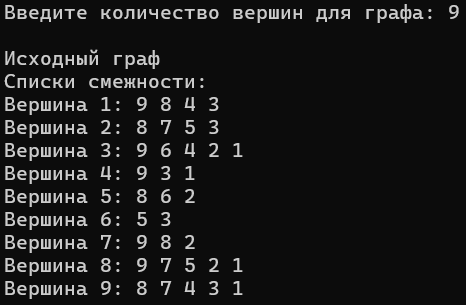 Введите количество вершин для графа: 9
Исходный граф
Списки смежности:
Вершина 1: 9 8 4 3
Вершина 2: 8 7 5 3
Вершина 3: 9 6 4 2 1
Вершина 4: 9 3 1
Вершина 5: 8 6 2
Вершина 6: 5 3
Вершина 7: 9 8 2
Вершина 8: 9 7 5 2 1
Вершина 9: 8 7 4 3 1